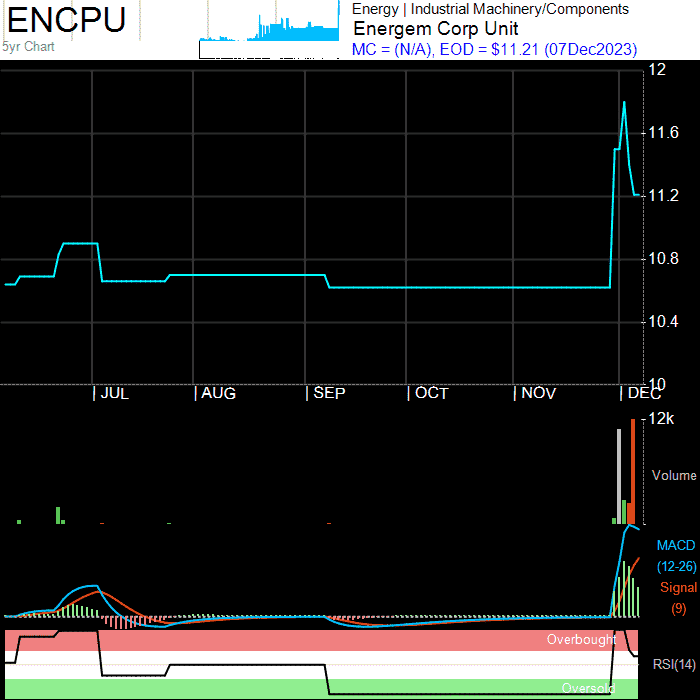 ENCPU
5yr Chart
Energy | Industrial Machinery/Components
Energem Corp Unit
MC = (N/A), EOD = $11.21 (07Dec2023)
12
11.6
11.2
10.8
10.4
10
JUL AUG SEP OCT NOV DEC
12k
Volume
MACD
(12-26)
Signal
(9)
Overbought
RSI(14)
Oversold